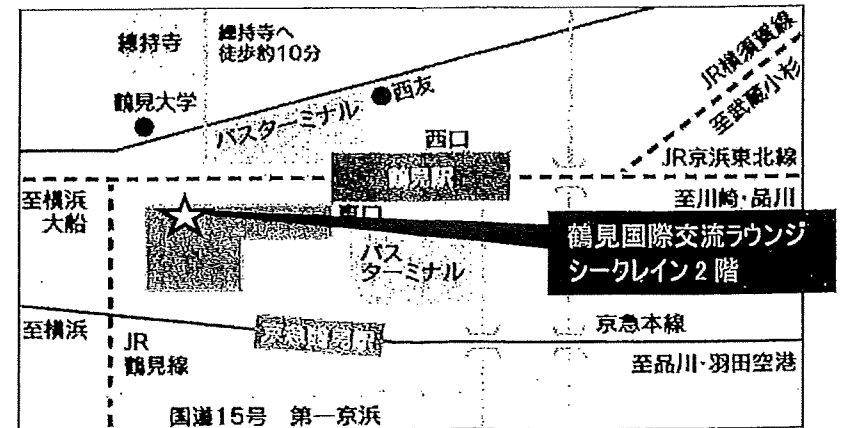 總持寺
總持寺へ
徒歩約10分
JR横須賀線
至武蔵小杉
鶴見大学
西友
バスターミナル
西口
鶴見駅
JR京浜東北線
至横浜
大船
至川崎・品川
東口
鶴見国際交流ラウンジ
シークレイン2階
バス
ターミナル
至横浜
JR
鶴見線
京急鶴見駅
京急本線
至品川・羽田空港
国道15号 第一京浜